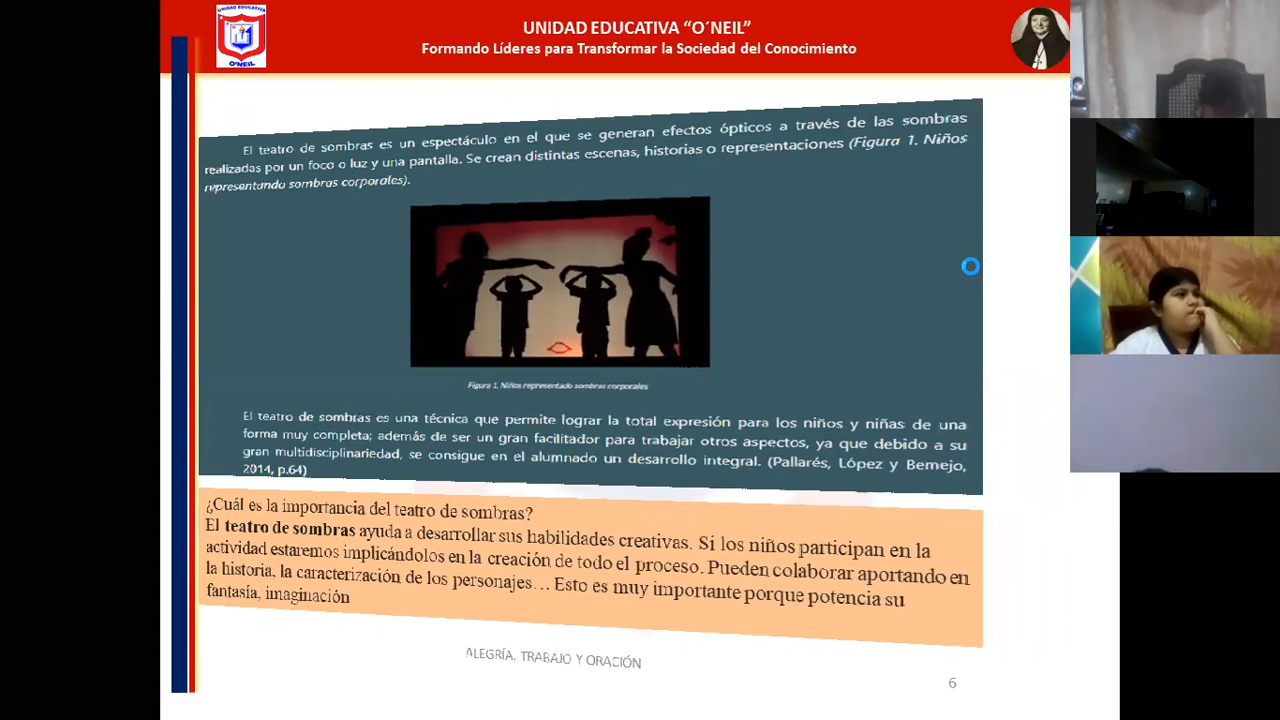 UNIDAD EDUCATIVA
O'NEIL
UNIDAD EDUCATIVA “O´NEIL”
Formando Líderes para Transformar la Sociedad del Conocimiento
El teatro de sombras es un espectáculo en el que se generan efectos ópticos a través de las sombras
realizadas por un foco o luz y una pantalla. Se crean distintas escenas, historias o representaciones (Figura 1. Niños
representando sombras corporales).
Figura 1. Niños representado sombras corporales
El teatro de sombras es una técnica que permite lograr la total expresión para los niños y niñas de una
forma muy completa; además de ser un gran facilitador para trabajar otros aspectos, ya que debido a su
gran multidisciplinariedad, se consigue en el alumnado un desarrollo integral. (Pallarés, López y Bemejo,
2014, p.64)
¿Cuál es la importancia del teatro de sombras?
El teatro de sombras ayuda a desarrollar sus habilidades creativas. Si los niños participan en la
actividad estaremos implicándolos en la creación de todo el proceso. Pueden colaborar aportando en
la historia, la caracterización de los personajes… Esto es muy importante porque potencia su
fantasía, imaginación
ALEGRÍA, TRABAJO Y ORACIÓN
6